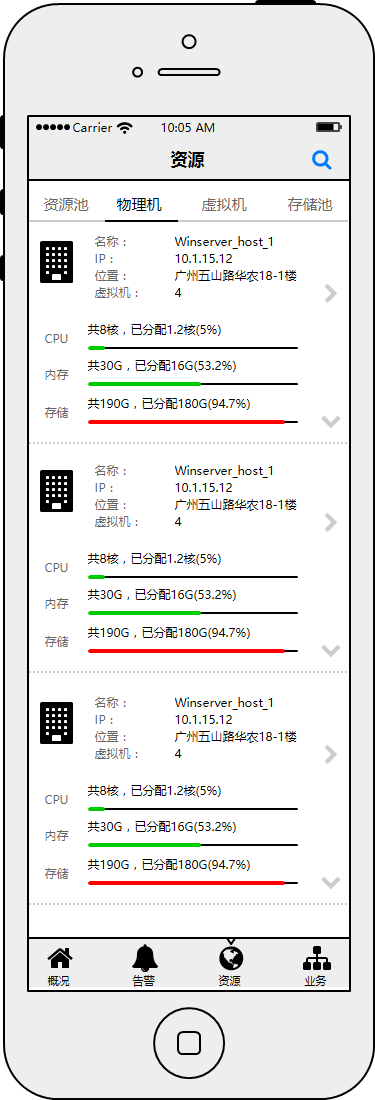 Carrier 10:05 AM
资源
资源池 物理机 虚拟机 存储池
名称： Winserver_host_1
IP： 10.1.15.12
位置： 广州五山路华农18-1楼
虚拟机： 4
CPU 共8核，已分配1.2核(5%)
内存 共30G，已分配16G(53.2%)
存储 共190G，已分配180G(94.7%)
名称： Winserver_host_1
IP： 10.1.15.12
位置： 广州五山路华农18-1楼
虚拟机： 4
CPU 共8核，已分配1.2核(5%)
内存 共30G，已分配16G(53.2%)
存储 共190G，已分配180G(94.7%)
名称： Winserver_host_1
IP： 10.1.15.12
位置： 广州五山路华农18-1楼
虚拟机： 4
CPU 共8核，已分配1.2核(5%)
内存 共30G，已分配16G(53.2%)
存储 共190G，已分配180G(94.7%)
概况 告警 资源 业务